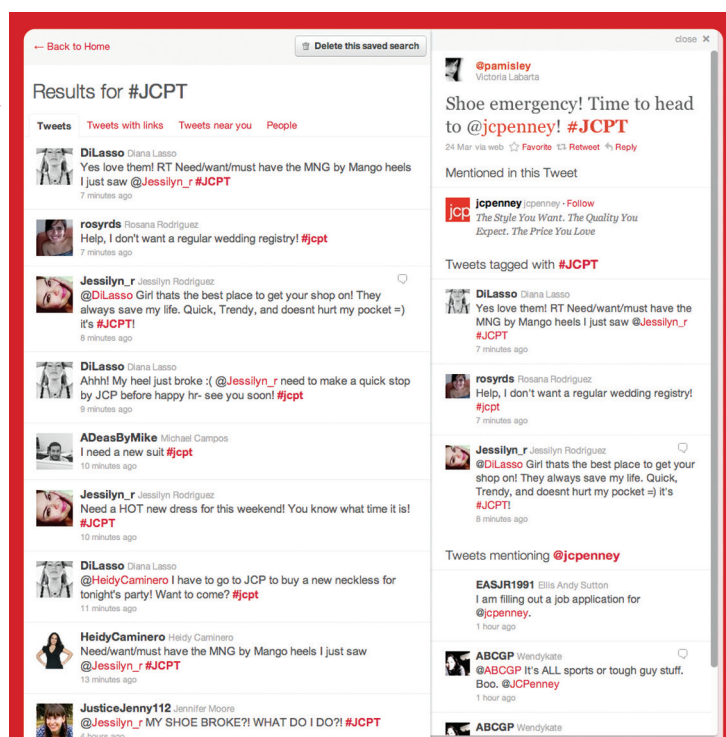 ← Back to Home
Delete this saved search
Results for #JCPT
Tweets
Tweets with links
Tweets near you
People
DiLasso Diana Lasso
Yes love them! RT Need/want/must have the MNG by Mango heels
I just saw @Jessilyn_r #JCPT
7 minutes ago
rosyrds Rosana Rodriguez
Help, I don't want a regular wedding registry! #jcpt
7 minutes ago
Jessilyn_r Jessilyn Rodriguez
@DiLasso Girl thats the best place to get your shop on! They
always save my life. Quick, Trendy, and doesnt hurt my pocket =)
it's #JCPT!
8 minutes ago
DiLasso Diana Lasso
Ahhh! My heel just broke :( @Jessilyn_r need to make a quick stop
by JCP before happy hr- see you soon! #jcpt
9 minutes ago
ADeasByMike Michael Campos
I need a new suit #jcpt
10 minutes ago
Jessilyn_r Jessilyn Rodriguez
Need a HOT new dress for this weekend! You know what time it is!
#JCPT
10 minutes ago
DiLasso Diana Lasso
@HeidyCaminero I have to go to JCP to buy a new neckless for
tonight's party! Want to come? #jcpt
11 minutes ago
HeidyCaminero Heidy Caminero
Need/want/must have the MNG by Mango heels I just saw
@Jessilyn_r #JCPT
13 minutes ago
JusticeJenny112 Jennifer Moore
@Jessilyn_r MY SHOE BROKE?! WHAT DO I DO?! #JCPT
4 hours ago
close ×
@pamisley
Victoria Labarta
Shoe emergency! Time to head
to @jcpenney! #JCPT
24 Mar via web Favorite Retweet Reply
Mentioned in this Tweet
jcp
jcpenney jcpenney · Follow
The Style You Want. The Quality You
Expect. The Price You Love
Tweets tagged with #JCPT
DiLasso Diana Lasso
Yes love them! RT Need/want/must have the
MNG by Mango heels I just saw @Jessilyn_r
#JCPT
7 minutes ago
rosyrds Rosana Rodriguez
Help, I don't want a regular wedding registry!
#jcpt
7 minutes ago
Jessilyn_r Jessilyn Rodriguez
@DiLasso Girl thats the best place to get your
shop on! They always save my life. Quick,
Trendy, and doesnt hurt my pocket =) it's
#JCPT!
8 minutes ago
Tweets mentioning @jcpenney
EASJR1991 Ellis Andy Sutton
I am filling out a job application for
@jcpenney.
1 hour ago
ABCGP Wendykate
@ABCGP It's ALL sports or tough guy stuff.
Boo. @JCPenney
1 hour ago
ABCGP Wendykate